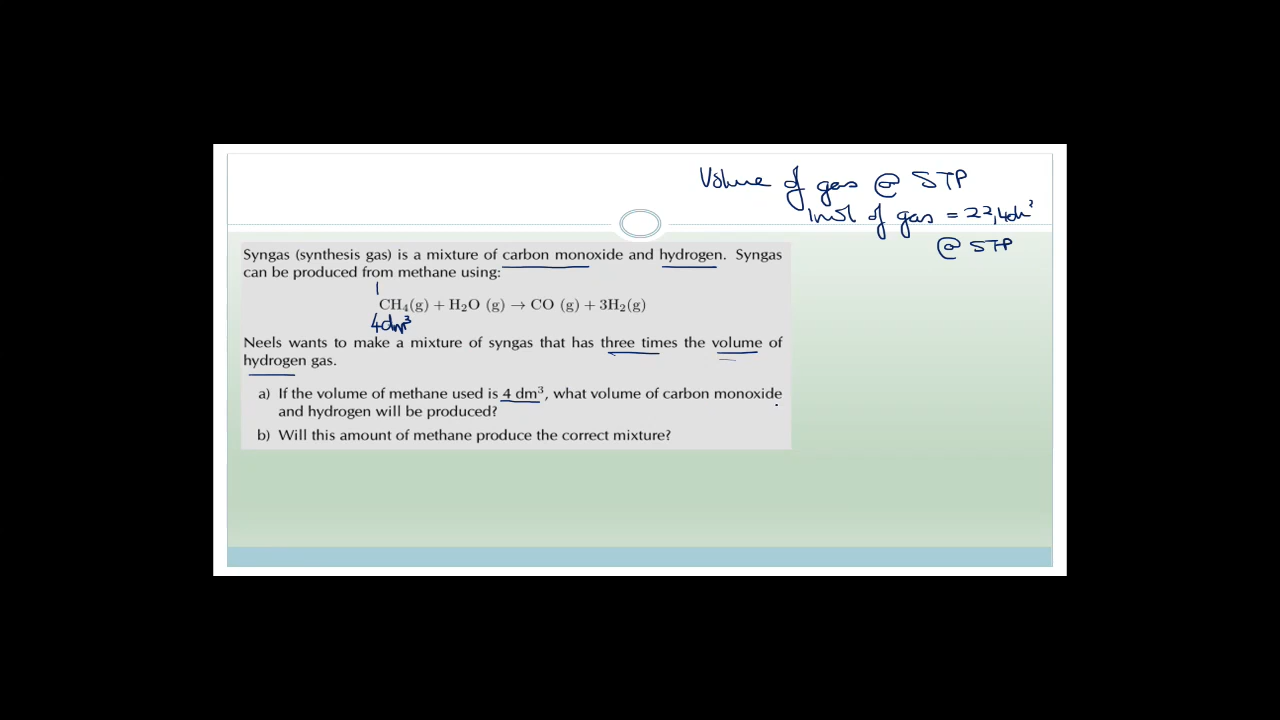 Volume of gas @ STP
1mol of gas = 22,4dm³
@ STP
Syngas (synthesis gas) is a mixture of carbon monoxide and hydrogen. Syngas
can be produced from methane using:
1
CH₄(g) + H₂O (g) → CO (g) + 3H₂(g)
4dm³
Neels wants to make a mixture of syngas that has three times the volume of
hydrogen gas.
a) If the volume of methane used is 4 dm³, what volume of carbon monoxide
and hydrogen will be produced?
b) Will this amount of methane produce the correct mixture?